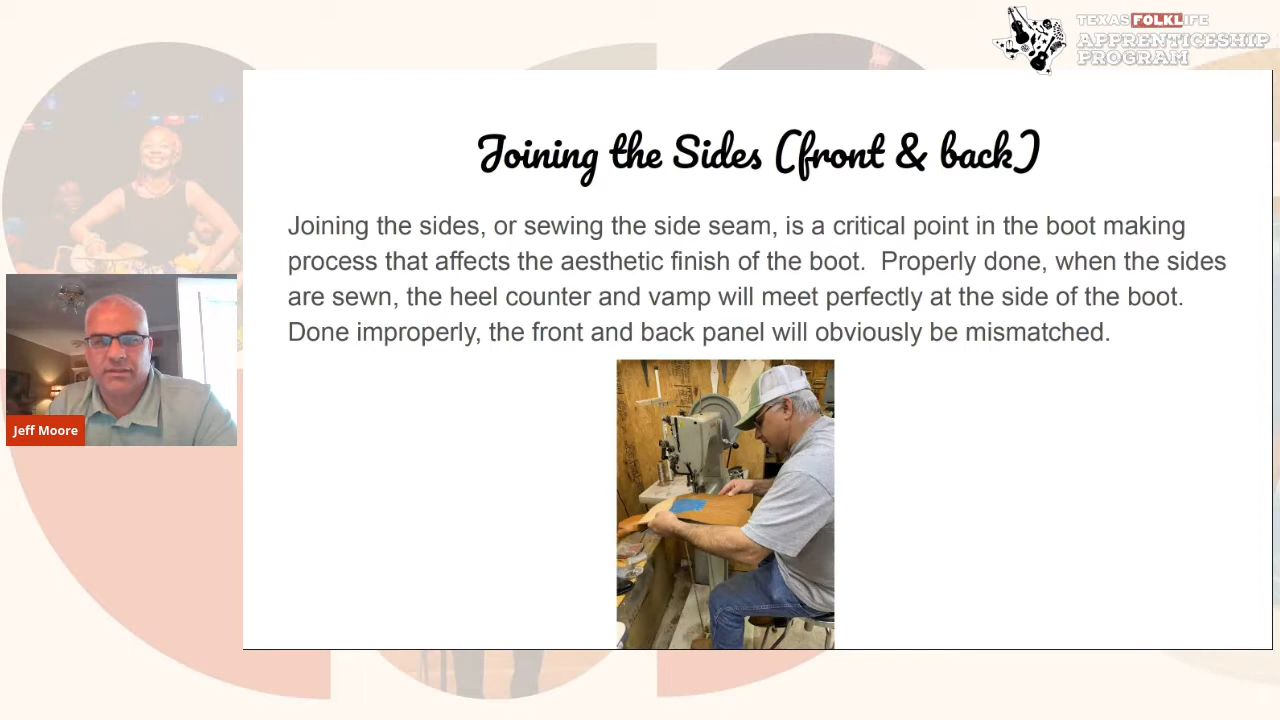 TEXAS FOLKLIFE
APPRENTICESHIP
PROGRAM
Joining the Sides (front & back)
Joining the sides, or sewing the side seam, is a critical point in the boot making
process that affects the aesthetic finish of the boot.  Properly done, when the sides
are sewn, the heel counter and vamp will meet perfectly at the side of the boot.
Done improperly, the front and back panel will obviously be mismatched.
Jeff Moore